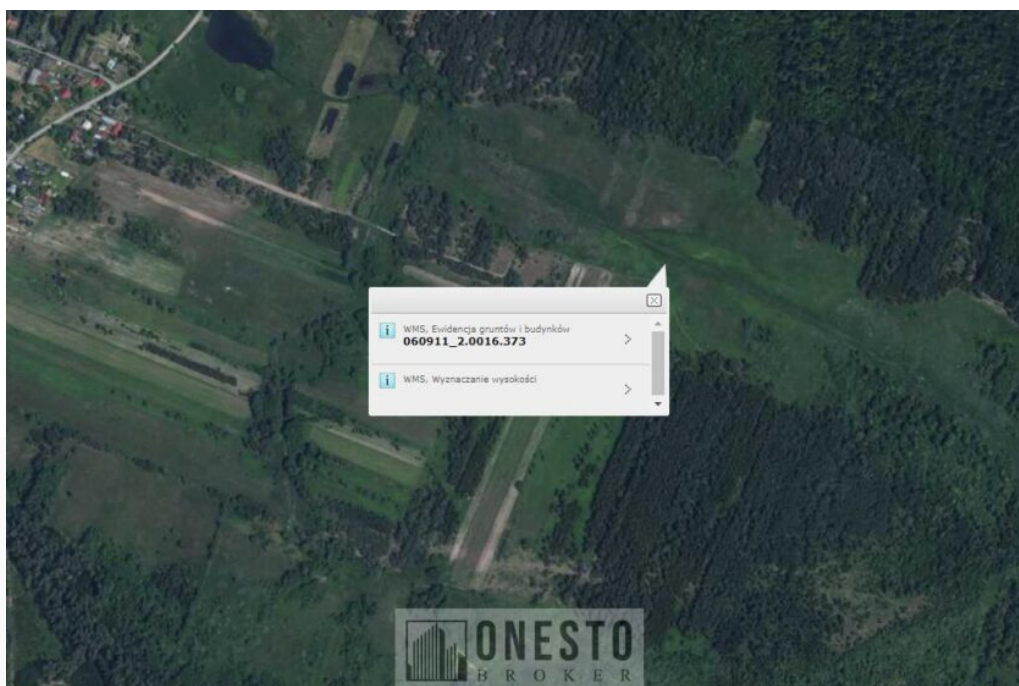 WMS, Ewidencja gruntów i budynków
060911_2.0016.373
WMS, Wyznaczanie wysokości
ONESTO
BROKER